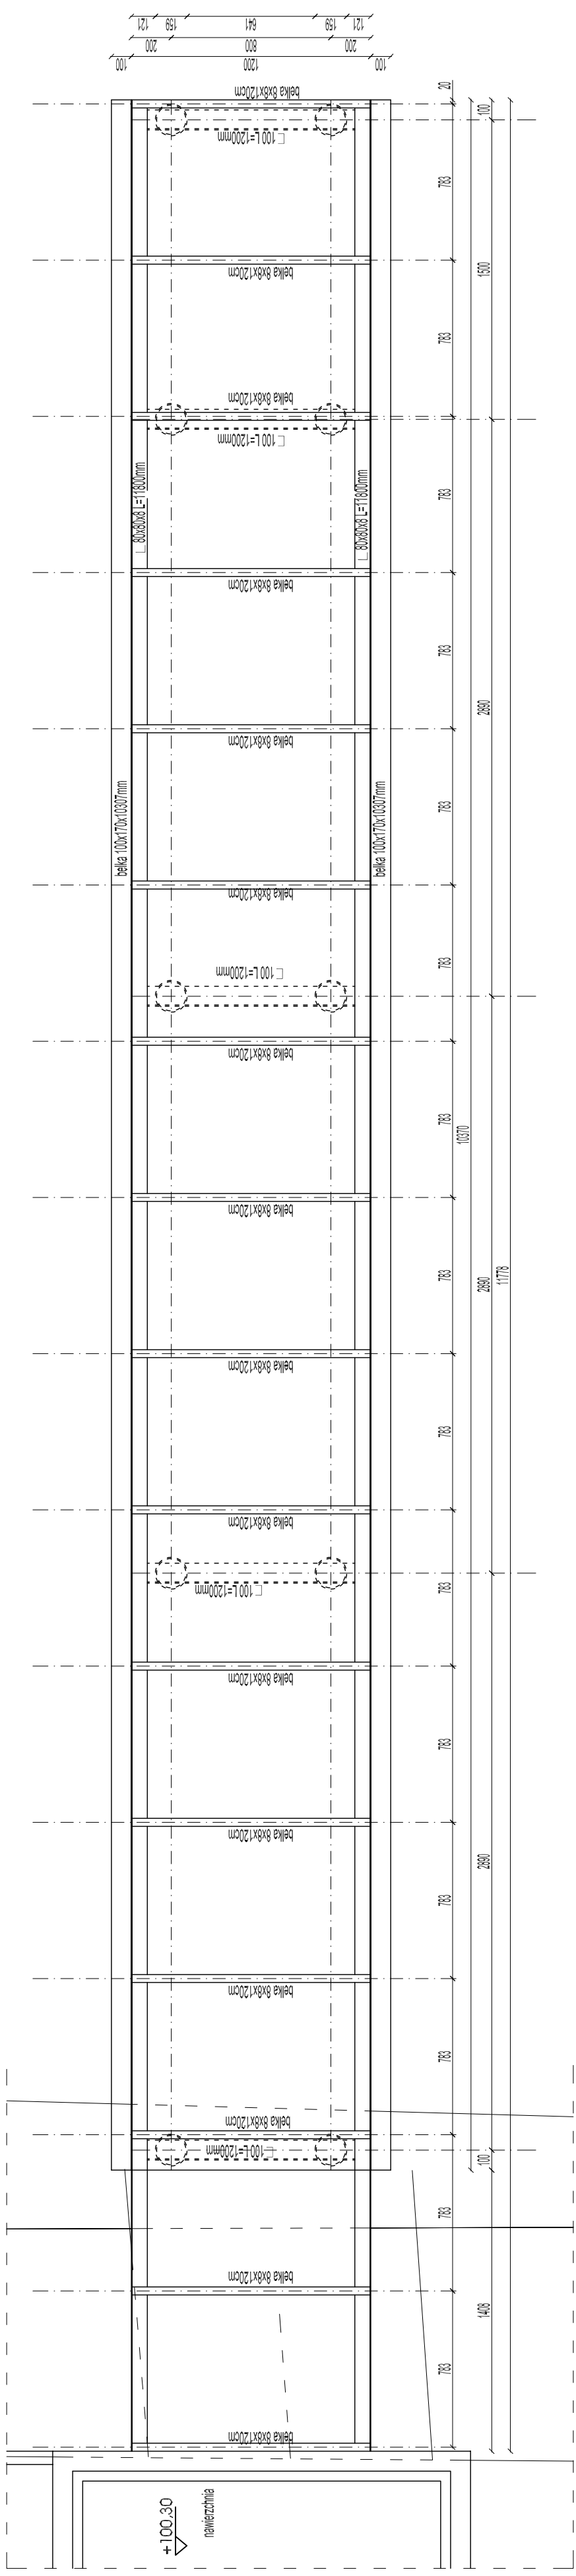 121 159 641 159 121
200 800 200
100 1200 100
belka 8x8x120cm
20
100
100 L=1200mm
783
1500
belka 8x8x120cm
783
belka 8x8x120cm
100 L=1200mm
80x80x8 L=11800mm
80x80x8 L=11800mm
783
belka 8x8x120cm
783
2890
belka 8x8x120cm
belka 100x170x10307mm
belka 100x170x10307mm
783
belka 8x8x120cm
100 L=1200mm
783
belka 8x8x120cm
783
10370
belka 8x8x120cm
783
2890
11778
belka 8x8x120cm
783
belka 8x8x120cm
100 L=1200mm
783
belka 8x8x120cm
783
belka 8x8x120cm
783
2890
belka 8x8x120cm
783
belka 8x8x120cm
100 L=1200mm
100
783
belka 8x8x120cm
1408
783
belka 8x8x120cm
+100,30
nawierzchnia